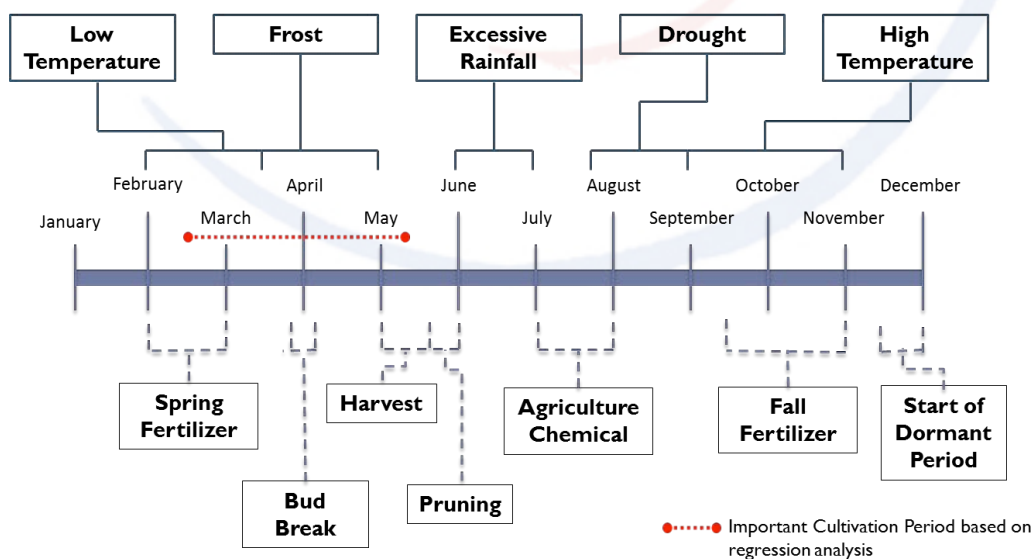 Low
Temperature
Frost
Excessive
Rainfall
Drought
High
Temperature
February
April
June
August
October
December
January
March
May
July
September
November
Spring
Fertilizer
Harvest
Agriculture
Chemical
Fall
Fertilizer
Start of
Dormant
Period
Bud
Break
Pruning
Important Cultivation Period based on
regression analysis